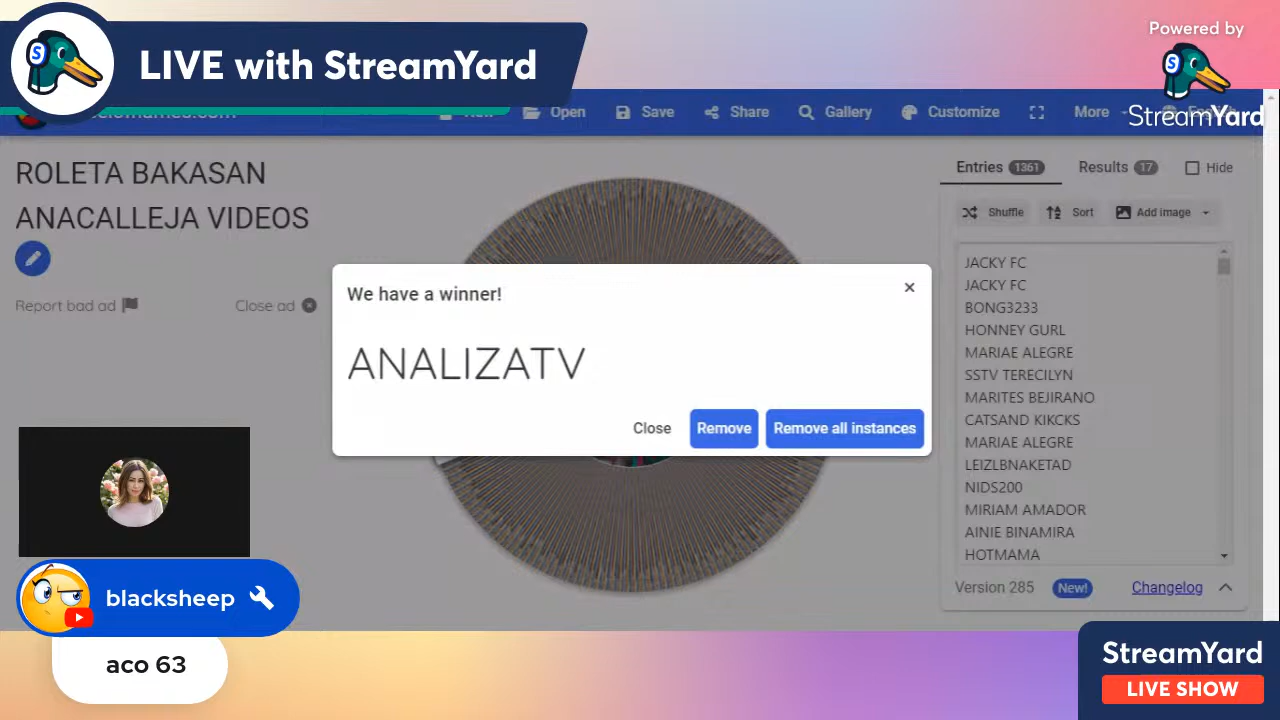 LIVE with StreamYard
Powered by
StreamYard
Open
Save
Share
Gallery
Customize
More
ROLETA BAKASAN
ANACALLEJA VIDEOS
Report bad ad
Close ad
Entries 1361
Results 17
Hide
Shuffle
Sort
Add image
JACKY FC
JACKY FC
BONG3233
HONNEY GURL
MARIAE ALEGRE
SSTV TERECILYN
MARITES BEJIRANO
CATSAND KIKCKS
MARIAE ALEGRE
LEIZLBNAKETAD
NIDS200
MIRIAM AMADOR
AINIE BINAMIRA
HOTMAMA
Version 285
New!
Changelog
We have a winner!
ANALIZATV
Close
Remove
Remove all instances
blacksheep
aco 63
StreamYard
LIVE SHOW